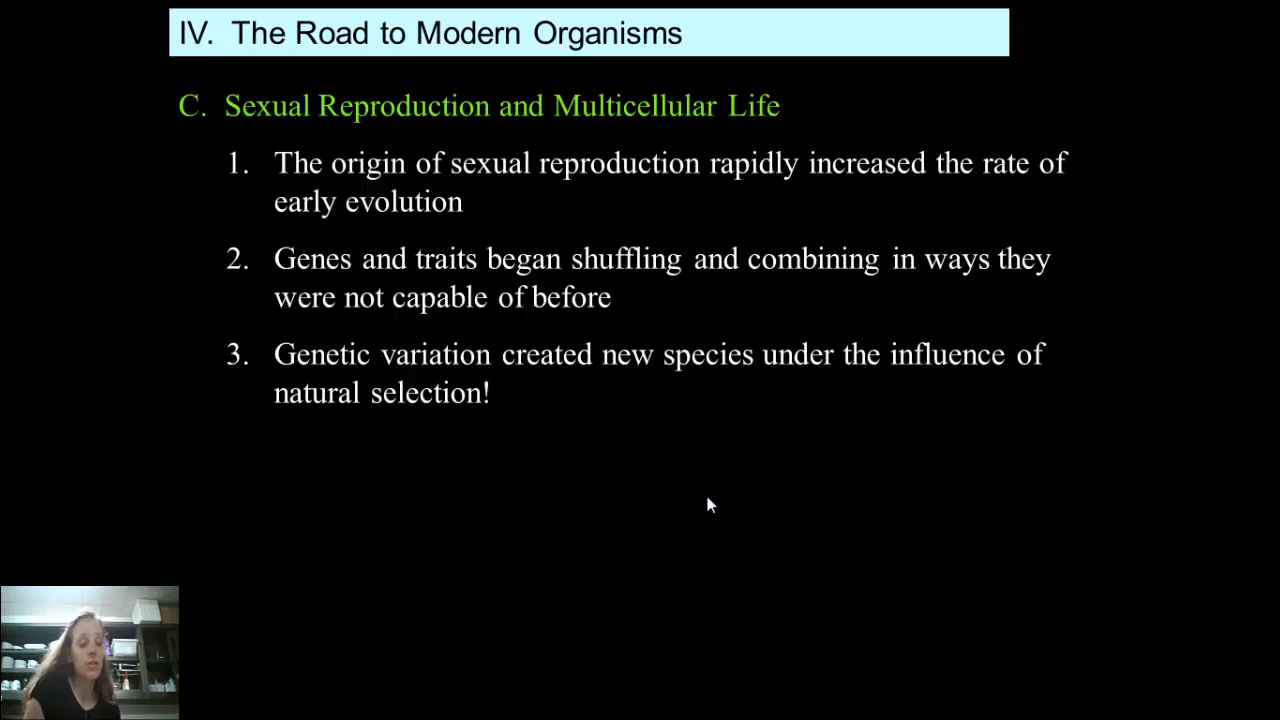 IV. The Road to Modern Organisms
C. Sexual Reproduction and Multicellular Life
1. The origin of sexual reproduction rapidly increased the rate of
early evolution
2. Genes and traits began shuffling and combining in ways they
were not capable of before
3. Genetic variation created new species under the influence of
natural selection!